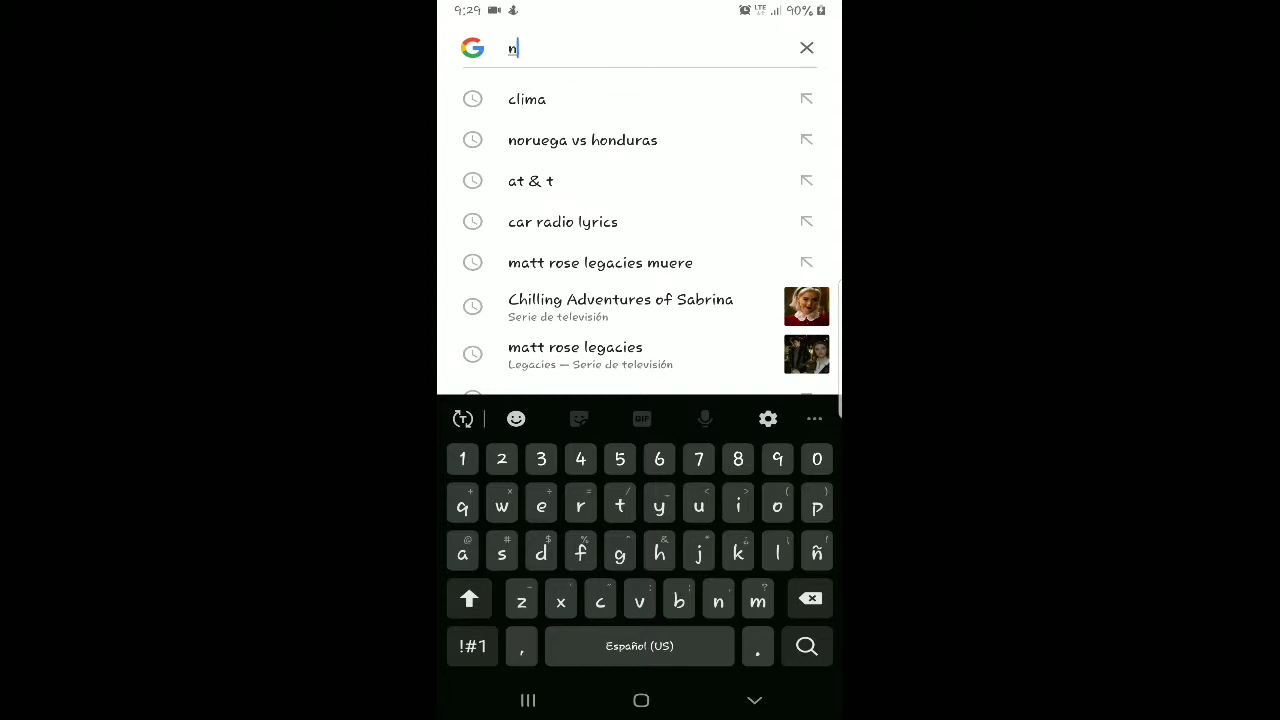 9:29 LTE 90%
n
clima
noruega vs honduras
at & t
car radio lyrics
matt rose legacies muere
Chilling Adventures of Sabrina
Serie de televisión
matt rose legacies
Legacies — Serie de televisión
T GIF ...
1 2 3 4 5 6 7 8 9 0
q w e r t y u i o p
a s d f g h j k l ñ
z x c v b n m
!#1 , Español (US) .